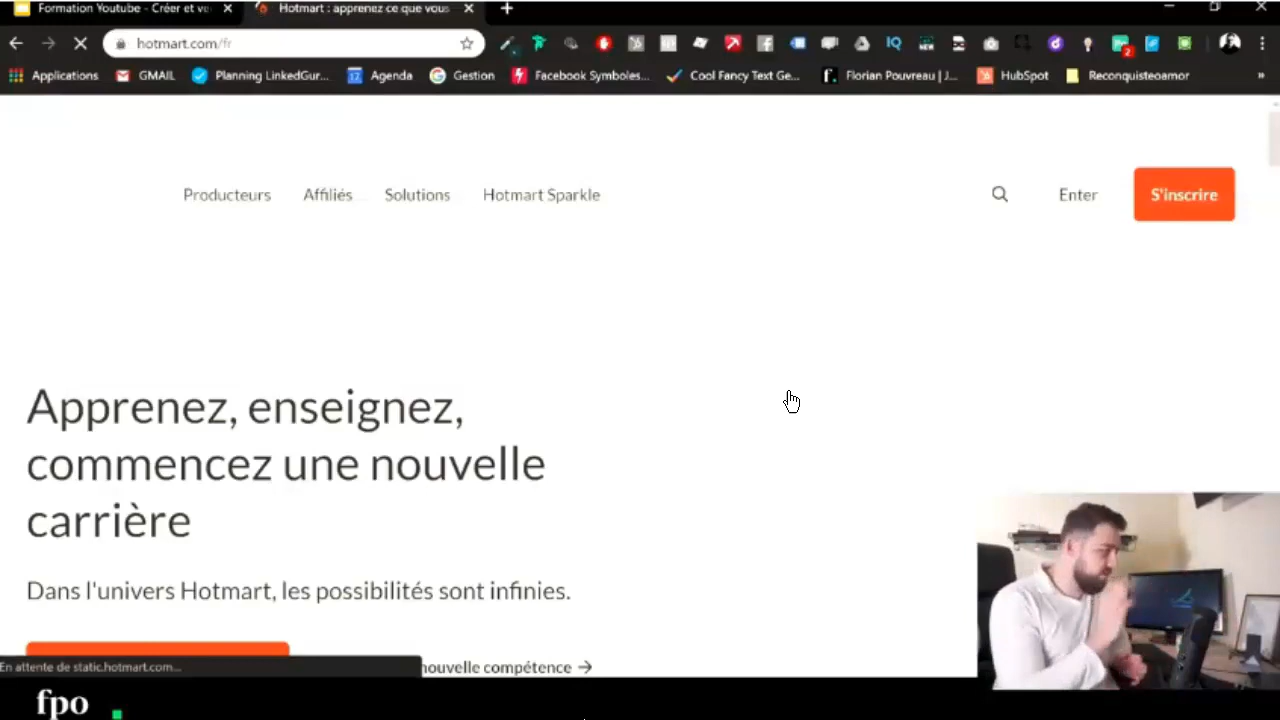 Formation Youtube - Créer et ve
Hotmart : apprenez ce que vous
hotmart.com/fr
2
Applications
GMAIL
Planning LinkedGur...
Agenda
Gestion
Facebook Symboles...
Cool Fancy Text Ge...
Florian Pouvreau | J...
HubSpot
Reconquisteoamor
»
Producteurs
Affiliés
Solutions
Hotmart Sparkle
Enter
S'inscrire
Apprenez, enseignez,
commencez une nouvelle
carrière
Dans l'univers Hotmart, les possibilités sont infinies.
En attente de static.hotmart.com...
nouvelle compétence →
fpo